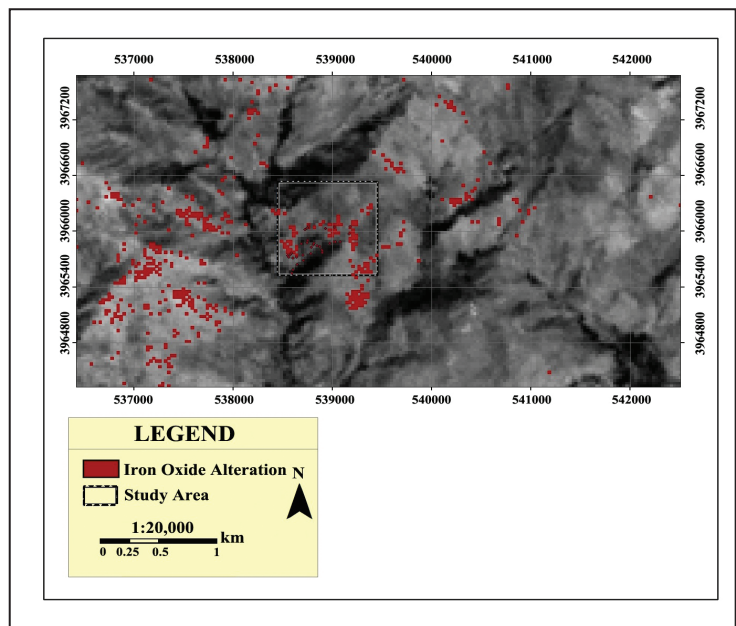 537000 538000 539000 540000 541000 542000
3967200 3967200
3966600 3966600
3966000 3966000
3965400 3965400
3964800 3964800
537000 538000 539000 540000 541000 542000
LEGEND
Iron Oxide Alteration N
Study Area
1:20,000
km
0 0.25 0.5 1